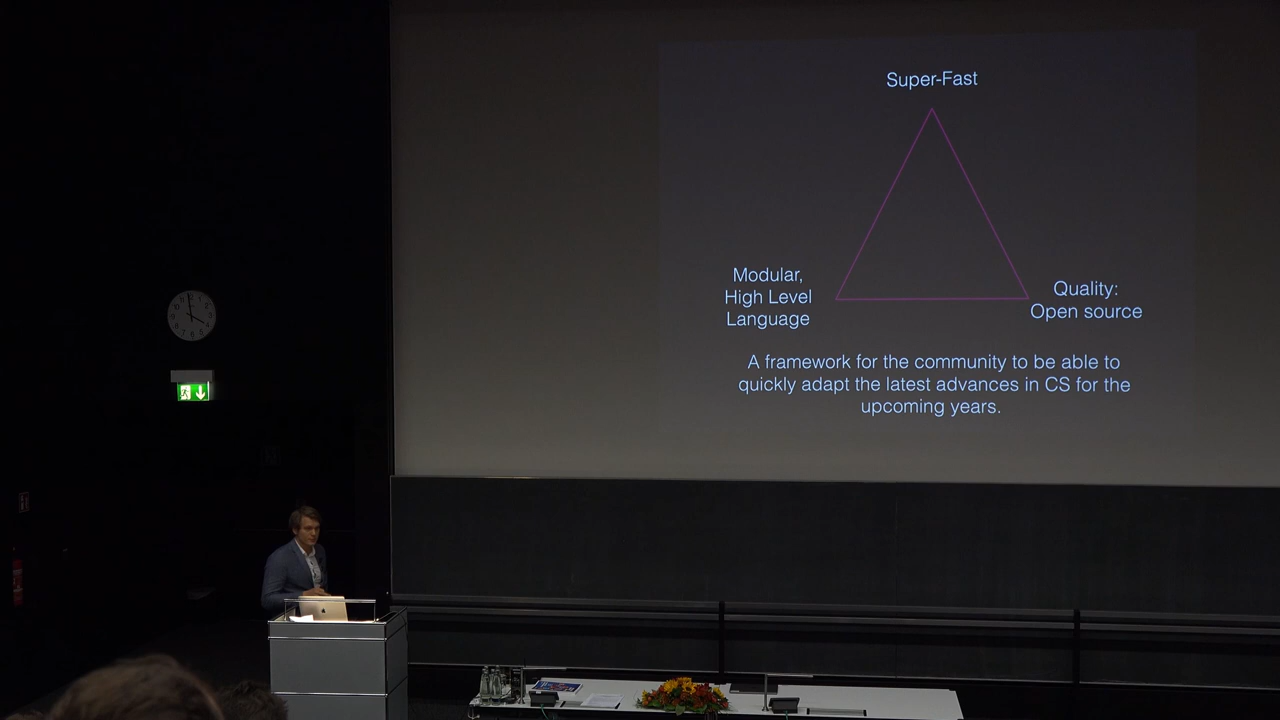 Super-Fast
Modular,
High Level
Language
Quality:
Open source
A framework for the community to be able to
quickly adapt the latest advances in CS for the
upcoming years.